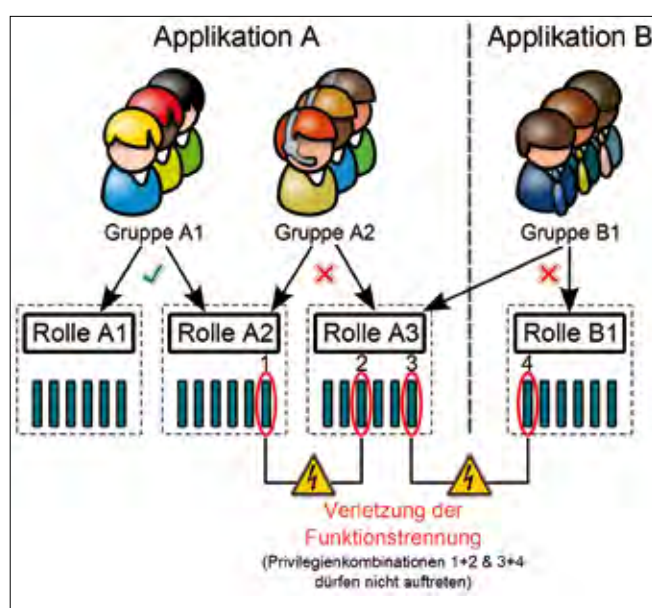 Applikation A
Applikation B
Gruppe A1
Gruppe A2
Gruppe B1
Rolle A1
Rolle A2
Rolle A3
Rolle B1
1
2
3
4
Verletzung der
Funktionstrennung
(Privilegienkombinationen 1+2 & 3+4
dürfen nicht auftreten)